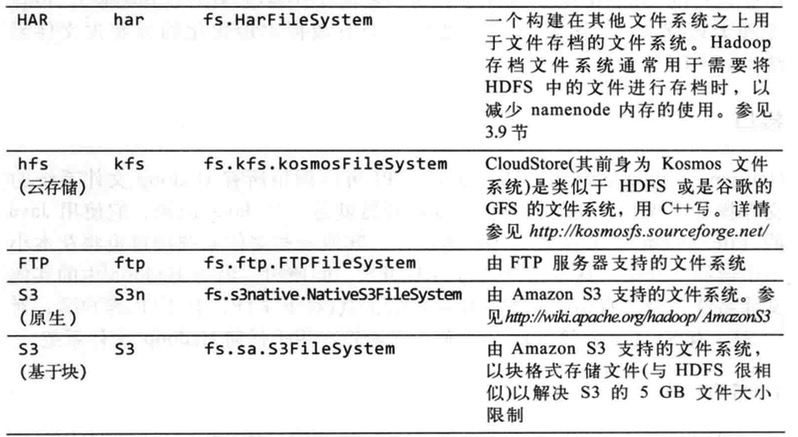 HAR har fs.HarFileSystem 一个构建在其他文件系统之上用
于文件存档的文件系统。Hadoop
存档文件系统通常用于需要将
HDFS 中的文件进行存档时，以
减少 namenode 内存的使用。参见
3.9节
hfs kfs fs.kfs.kosmosFileSystem CloudStore(其前身为 Kosmos 文件
(云存储) 系统)是类似于 HDFS 或是谷歌的
GFS 的文件系统，用 C++写。详情
参见 http://kosmosfs.sourceforge.net/
FTP ftp fs.ftp.FTPFileSystem 由 FTP 服务器支持的文件系统
S3 S3n fs.s3native.NativeS3FileSystem 由 Amazon S3 支持的文件系统。参
(原生) 见http://wiki.apache.org/hadoop/AmazonS3
S3 S3 fs.sa.S3FileSystem 由 Amazon S3 支持的文件系统，
(基于块) 以块格式存储文件(与 HDFS 很相
似)以解决 S3 的 5 GB 文件大小
限制